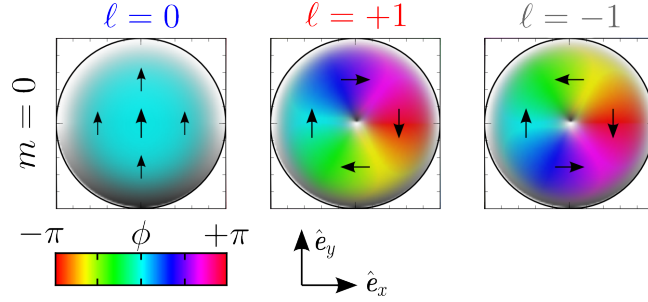 ℓ = 0 ℓ = +1 ℓ = −1
m = 0
−π ϕ +π
ê_y
ê_x